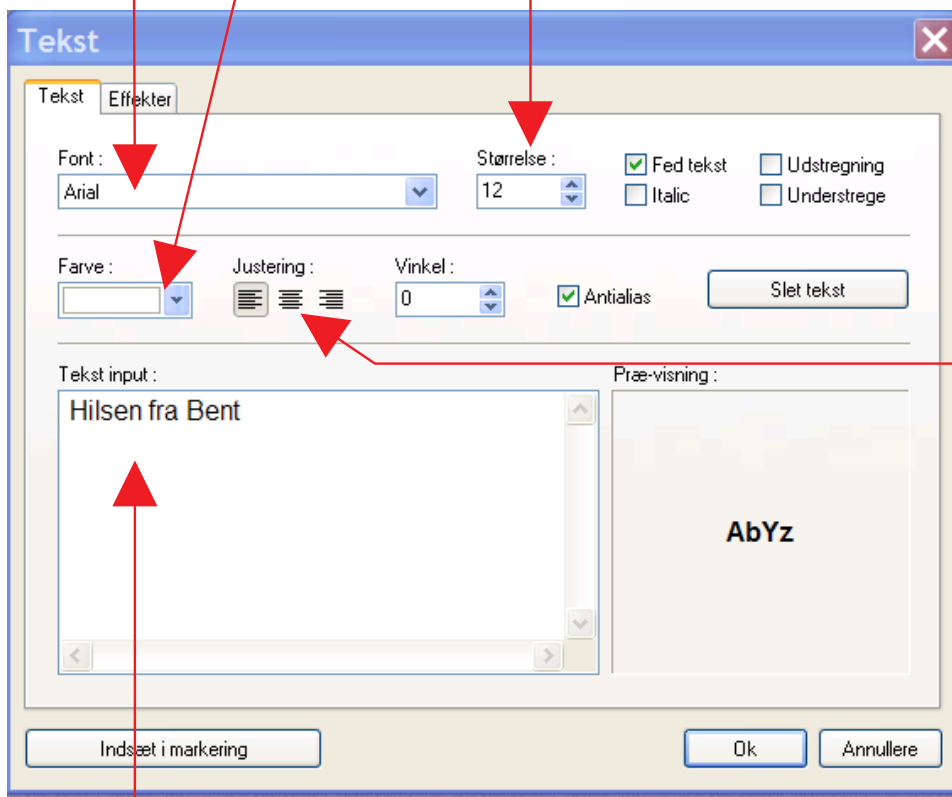 Tekst
Tekst Effekter
Font : Størrelse :
Fed tekst Udstregning
Arial 12
Italic Understrege
Farve : Justering : Vinkel :
0 Antialias Slet tekst
Tekst input : Præ-visning :
Hilsen fra Bent
AbYz
Indsæt i markering Ok Annullere